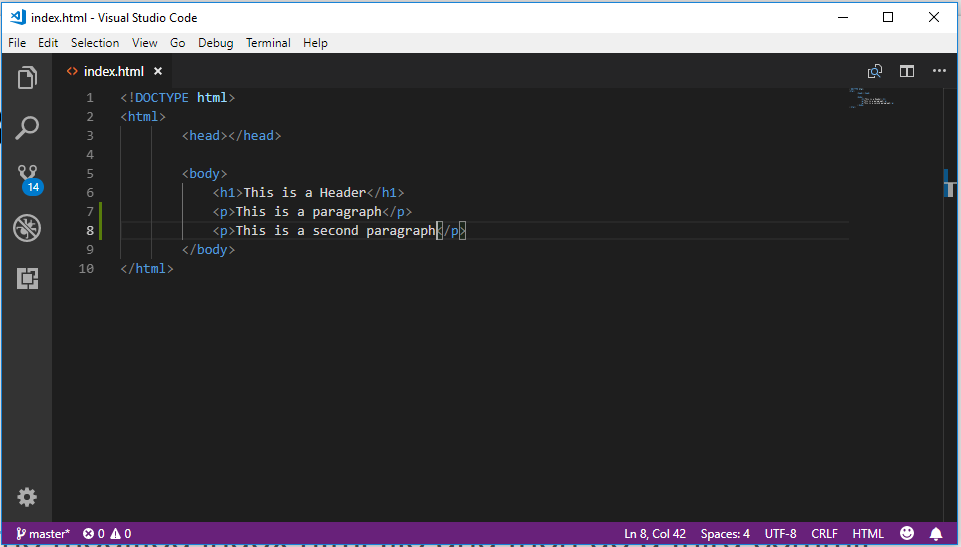 index.html - Visual Studio Code
File Edit Selection View Go Debug Terminal Help
<> index.html ×
1 <!DOCTYPE html>
2 <html>
3         <head></head>
4
5         <body>
6             <h1>This is a Header</h1>
7             <p>This is a paragraph</p>
8             <p>This is a second paragraph</p>
9         </body>
10 </html>
14
master* 0 0 Ln 8, Col 42 Spaces: 4 UTF-8 CRLF HTML